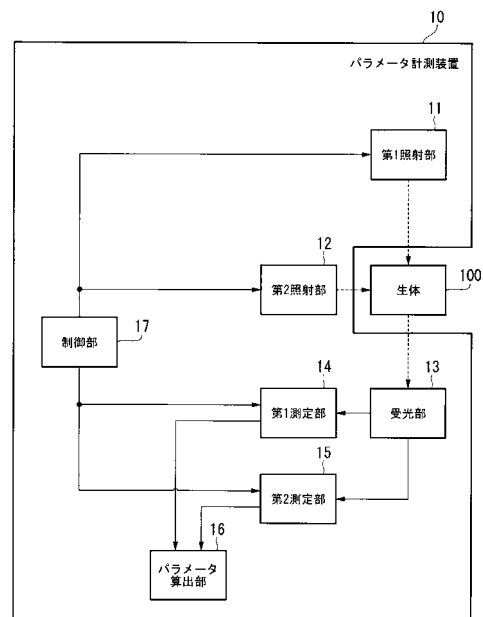 10
パラメータ計測装置
11
第1照射部
12
第2照射部
生体
100
制御部
17
14
第1測定部
13
受光部
15
第2測定部
16
パラメータ
算出部